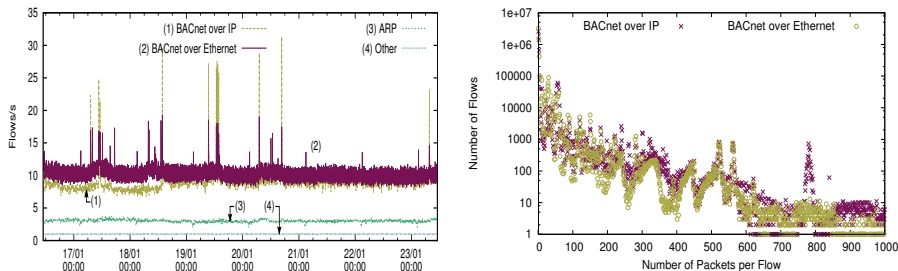 35
30
25
20
15
10
5
0
Flows/s
(1) BACnet over IP
(2) BACnet over Ethernet
(3) ARP
(4) Other
(2)
(1)
(3)
(4)
17/01 00:00
18/01 00:00
19/01 00:00
20/01 00:00
21/01 00:00
22/01 00:00
23/01 00:00
1e+07
1e+06
100000
10000
1000
100
10
1
Number of Flows
BACnet over IP
BACnet over Ethernet
0 100 200 300 400 500 600 700 800 900 1000
Number of Packets per Flow